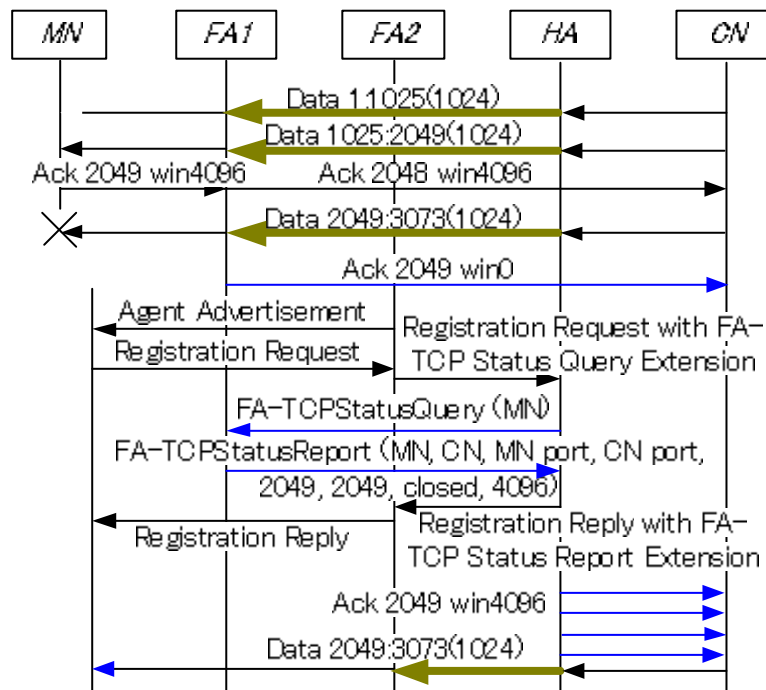 MN FA1 FA2 HA CN
Data 1:1025(1024)
Data 1025:2049(1024)
Ack 2049 win4096 Ack 2048 win4096
Data 2049:3073(1024)
Ack 2049 win0
Agent Advertisement
Registration Request with FA-
Registration Request
TCP Status Query Extension
FA-TCPStatusQuery (MN)
FA-TCPStatusReport (MN, CN, MN port, CN port,
2049, 2049, closed, 4096)
Registration Reply with FA-
Registration Reply
TCP Status Report Extension
Ack 2049 win4096
Data 2049:3073(1024)